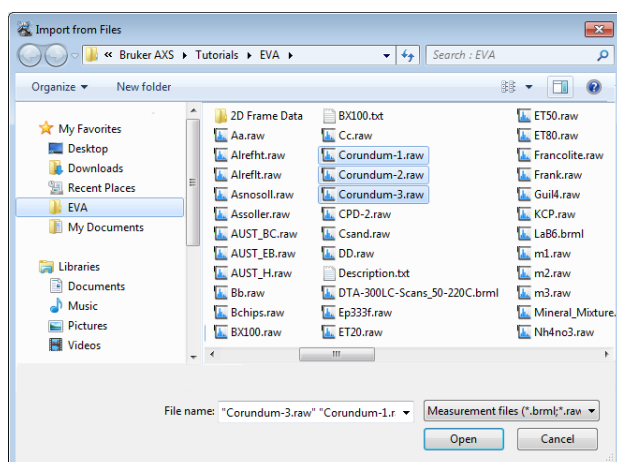 Import from Files
« Bruker AXS Tutorials EVA
Search : EVA
Organize
New folder
My Favorites
Desktop
Downloads
Recent Places
EVA
My Documents
Libraries
Documents
Music
Pictures
Videos
2D Frame Data
Aa.raw
Alrefht.raw
Alreflt.raw
Asnosoll.raw
Assoller.raw
AUST_BC.raw
AUST_EB.raw
AUST_H.raw
Bb.raw
Bchips.raw
BX100.raw
BX100.txt
Cc.raw
Corundum-1.raw
Corundum-2.raw
Corundum-3.raw
CPD-2.raw
Csand.raw
DD.raw
Description.txt
DTA-300LC-Scans_50-220C.brml
Ep333f.raw
ET20.raw
ET50.raw
ET80.raw
Francolite.raw
Frank.raw
Guil4.raw
KCP.raw
LaB6.brml
m1.raw
m2.raw
m3.raw
Mineral_Mixture.
Nh4no3.raw
File name: "Corundum-3.raw" "Corundum-1.r
Measurement files (*.brml;*.rav
Open
Cancel